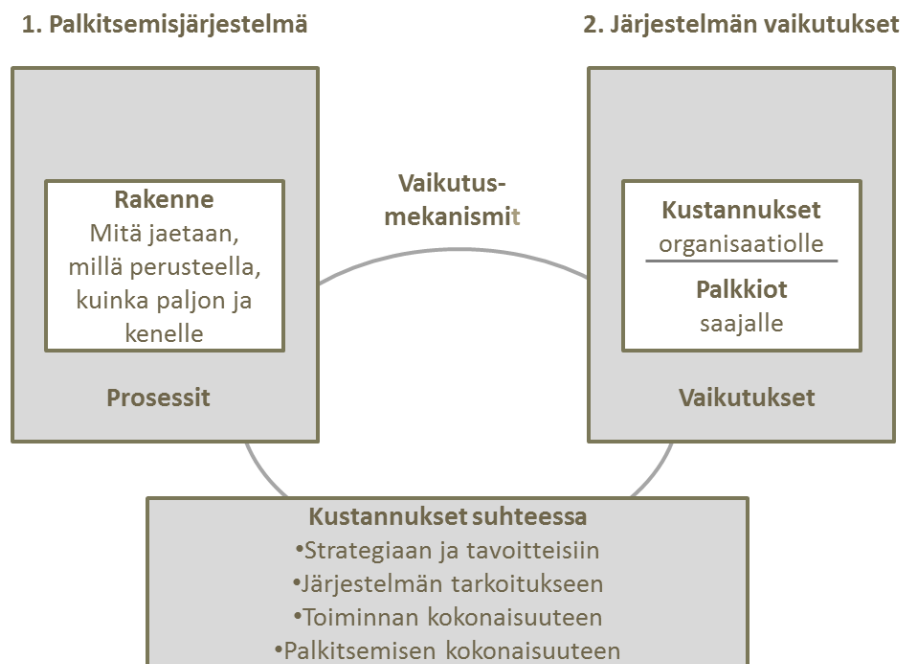 1. Palkitsemisjärjestelmä
2. Järjestelmän vaikutukset
Rakenne
Mitä jaetaan,
millä perusteella,
kuinka paljon ja
kenelle
Prosessit
Vaikutus-
mekanismit
Kustannukset
organisaatiolle
Palkkiot
saajalle
Vaikutukset
Kustannukset suhteessa
•Strategiaan ja tavoitteisiin
•Järjestelmän tarkoitukseen
•Toiminnan kokonaisuuteen
•Palkitsemisen kokonaisuuteen